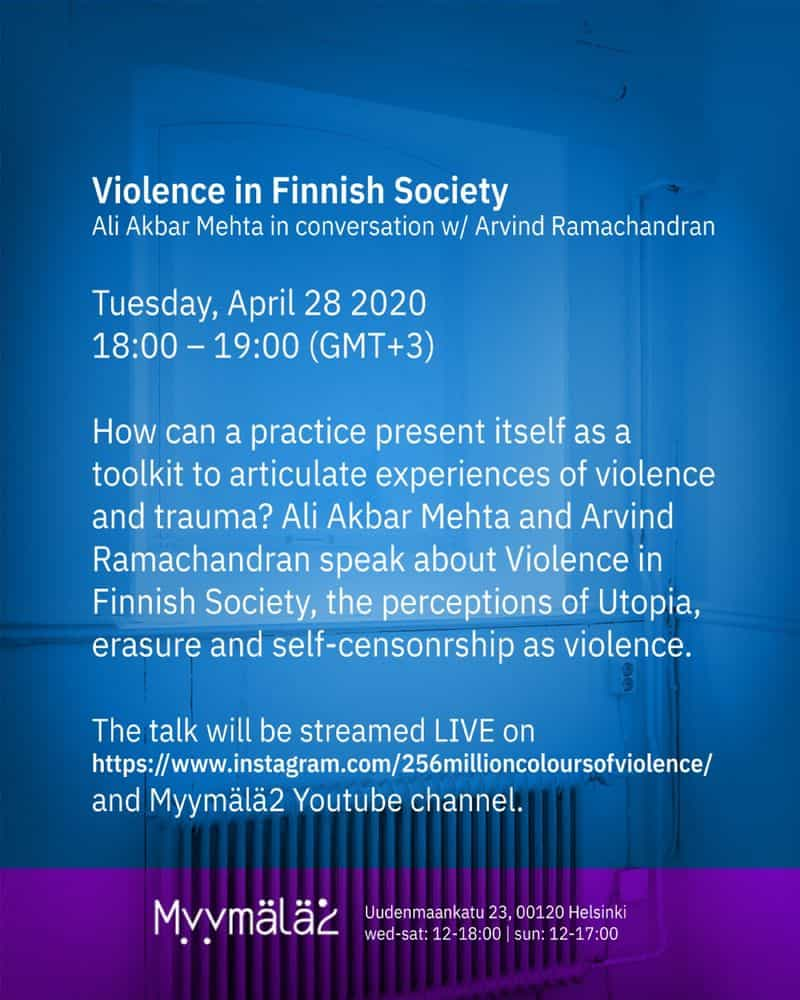 Violence in Finnish Society
Ali Akbar Mehta in conversation w/ Arvind Ramachandran
Tuesday, April 28 2020
18:00 – 19:00 (GMT+3)
How can a practice present itself as a
toolkit to articulate experiences of violence
and trauma? Ali Akbar Mehta and Arvind
Ramachandran speak about Violence in
Finnish Society, the perceptions of Utopia,
erasure and self-censonrship as violence.
The talk will be streamed LIVE on
https://www.instagram.com/256millioncoloursofviolence/
and Myymälä2 Youtube channel.
Myymälä2
Uudenmaankatu 23, 00120 Helsinki
wed-sat: 12-18:00 | sun: 12-17:00